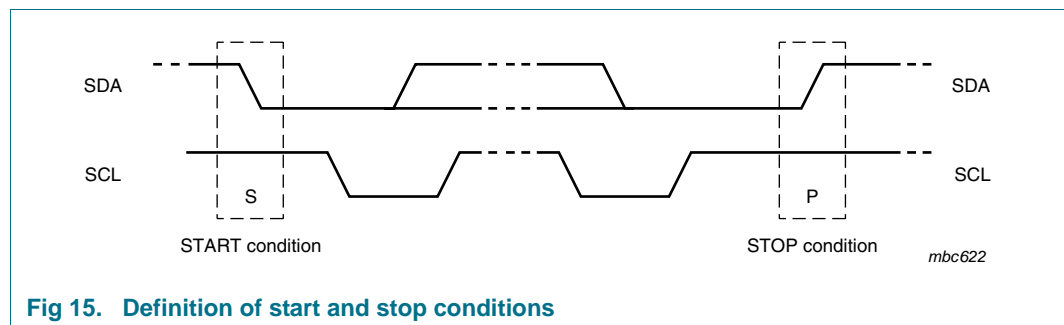 SDA SDA
SCL SCL
S P
START condition STOP condition
mbc622
Fig 15. Definition of start and stop conditions